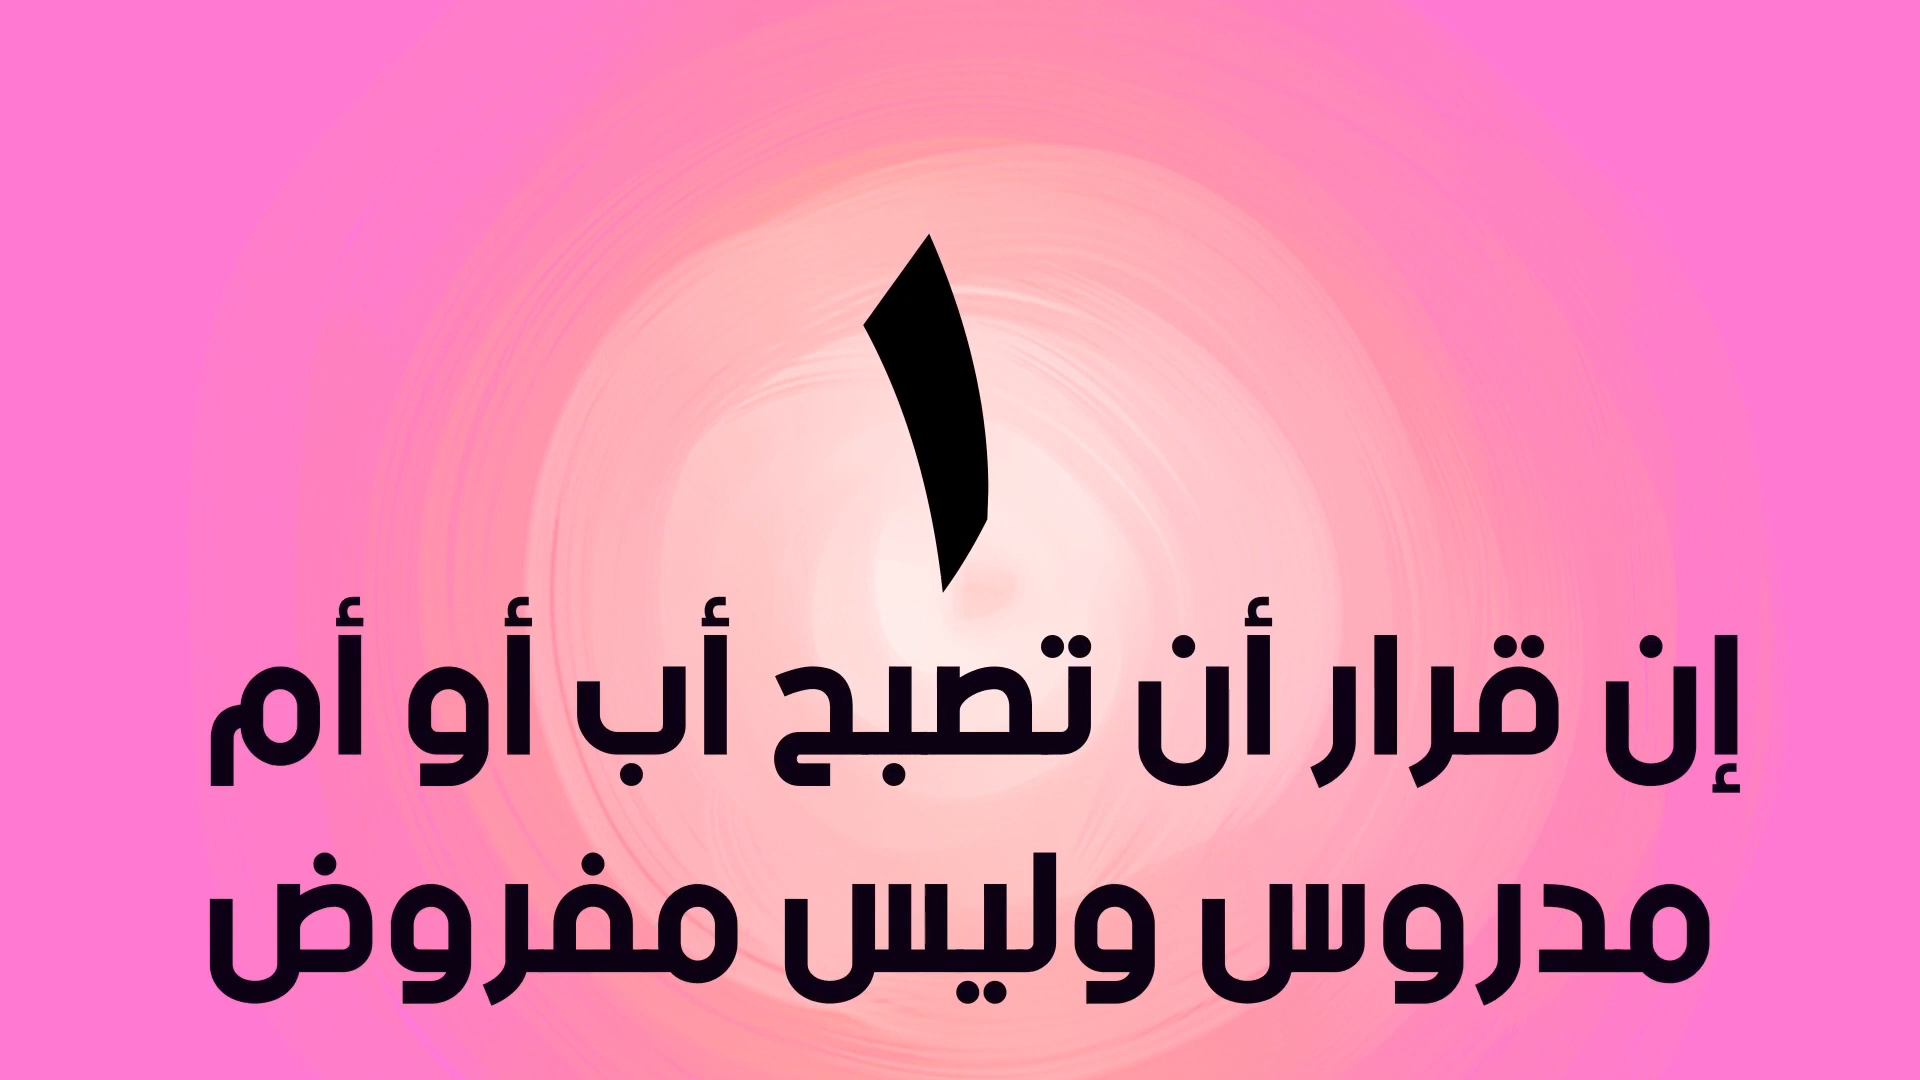 ١
إن قرار أن تصبح أب أو أم
مدروس وليس مفروض